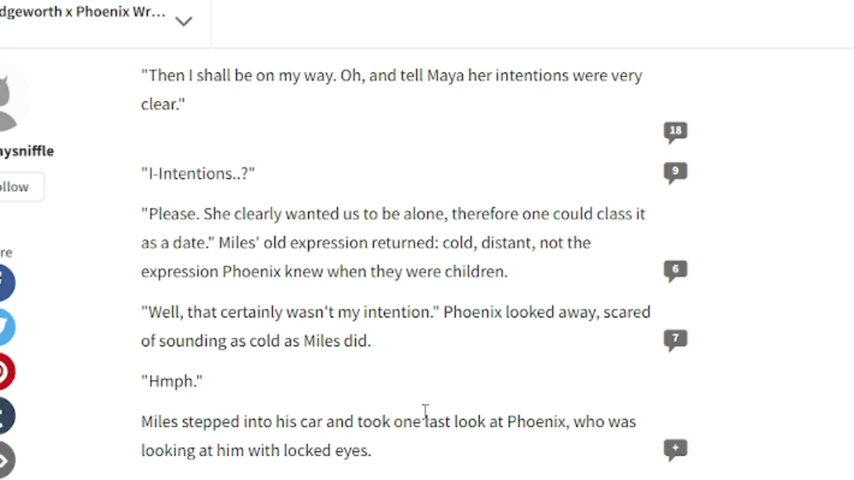 dgeworth x Phoenix Wr...
"Then I shall be on my way. Oh, and tell Maya her intentions were very
clear."
18
aysniffle
"I-Intentions..?"
9
ollow
"Please. She clearly wanted us to be alone, therefore one could class it
as a date." Miles' old expression returned: cold, distant, not the
re
expression Phoenix knew when they were children.
6
"Well, that certainly wasn't my intention." Phoenix looked away, scared
of sounding as cold as Miles did.
7
"Hmph."
Miles stepped into his car and took one last look at Phoenix, who was
looking at him with locked eyes.
+